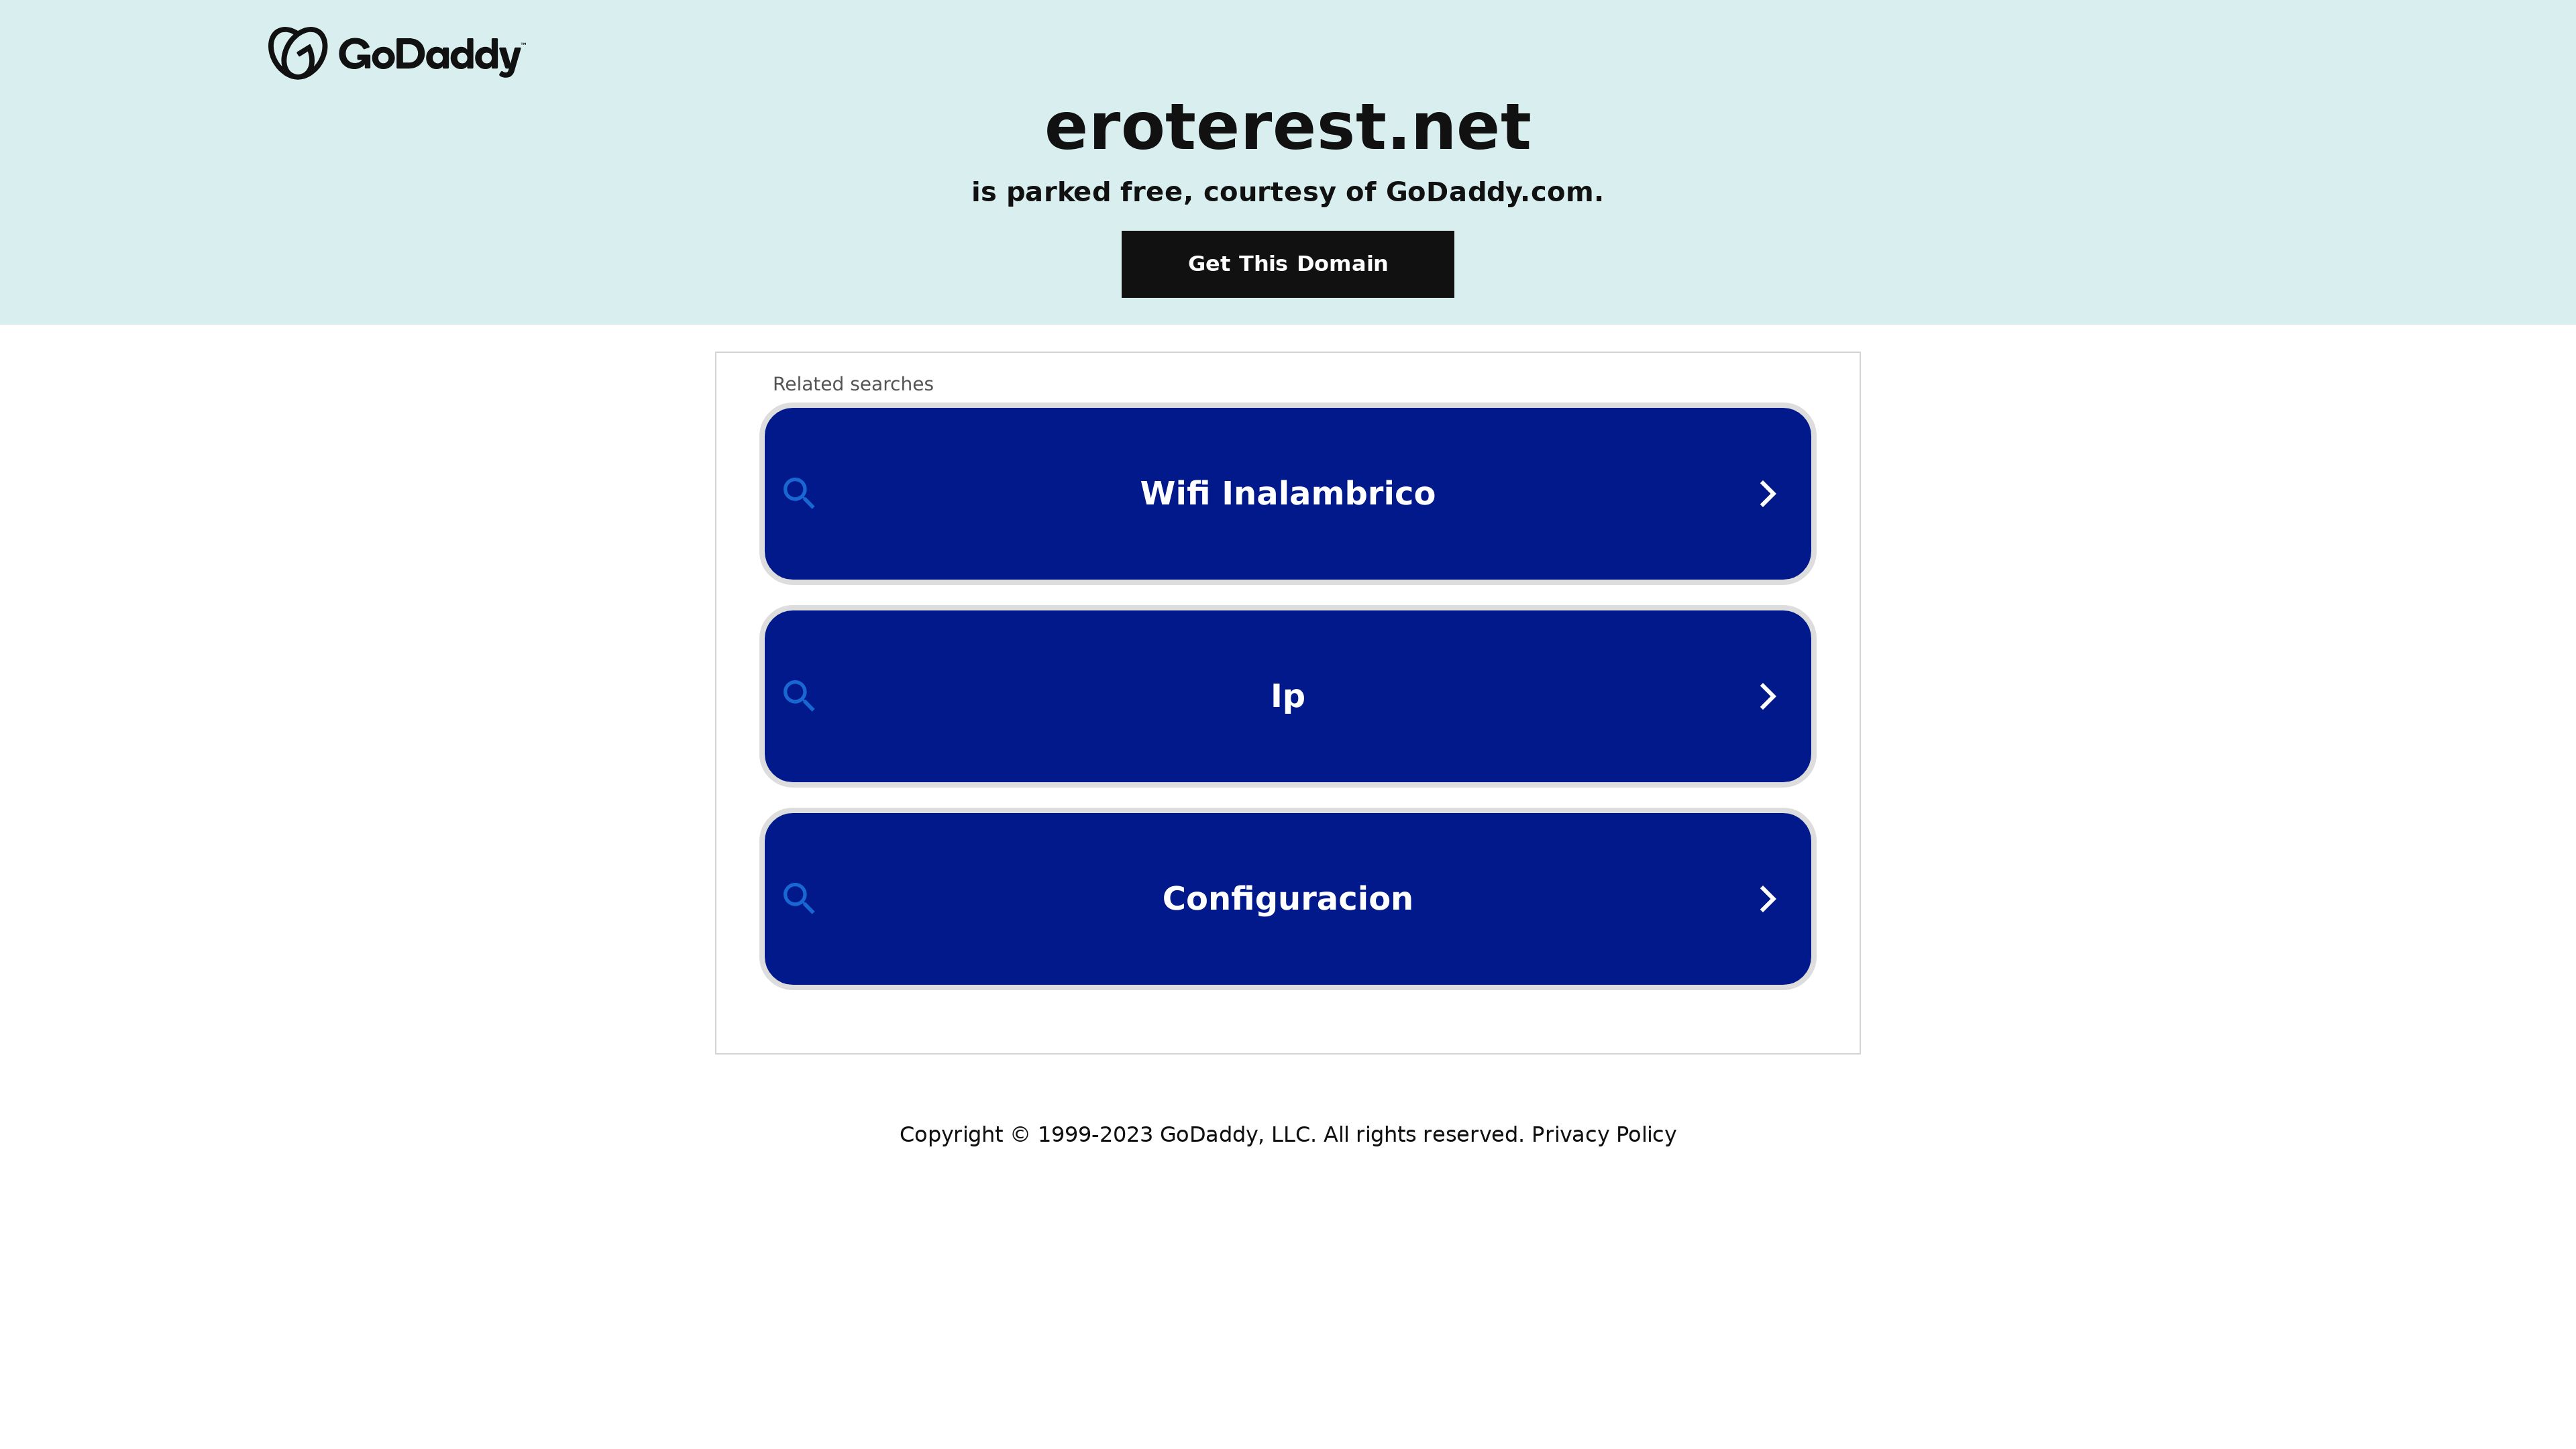 GoDaddy™
eroterest.net
is parked free, courtesy of GoDaddy.com.
Get This Domain
Related searches
Wifi Inalambrico
Ip
Configuracion
Copyright © 1999-2023 GoDaddy, LLC. All rights reserved. Privacy Policy